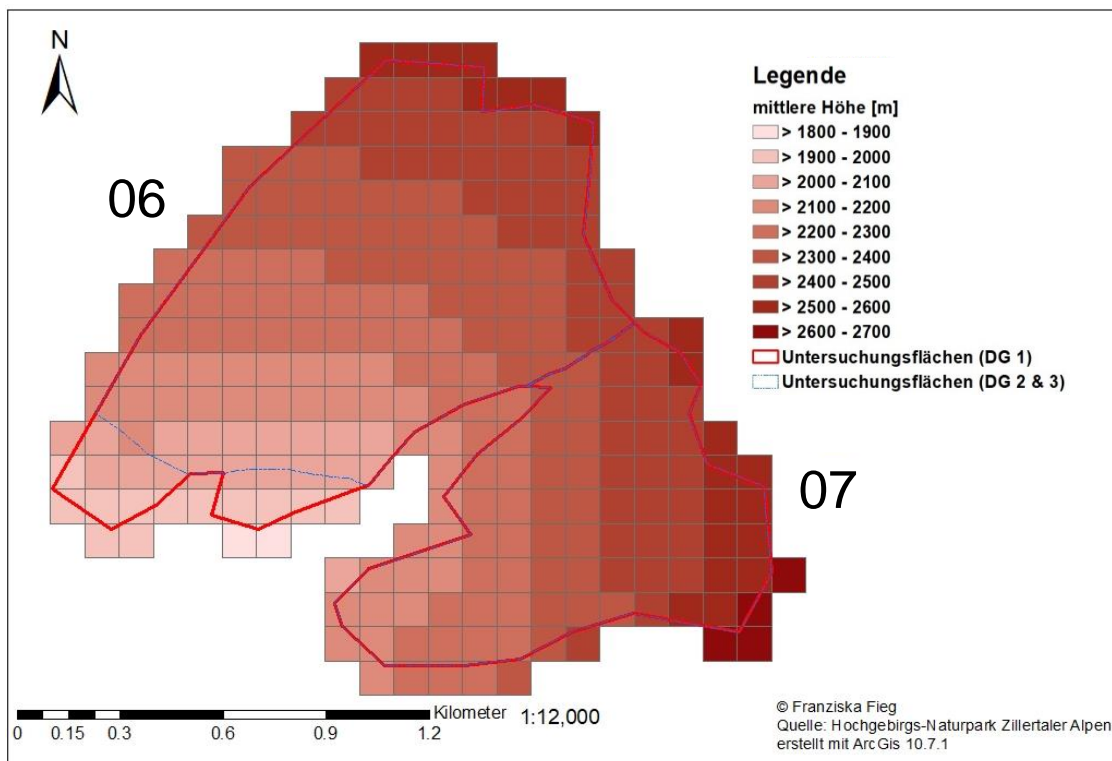 N
06
07
Legende
mittlere Höhe [m]
> 1800 - 1900
> 1900 - 2000
> 2000 - 2100
> 2100 - 2200
> 2200 - 2300
> 2300 - 2400
> 2400 - 2500
> 2500 - 2600
> 2600 - 2700
Untersuchungsflächen (DG 1)
Untersuchungsflächen (DG 2 & 3)
Kilometer 1:12,000
0 0.15 0.3 0.6 0.9 1.2
© Franziska Fieg
Quelle: Hochgebirgs-Naturpark Zillertaler Alpen
erstellt mit ArcGis 10.7.1